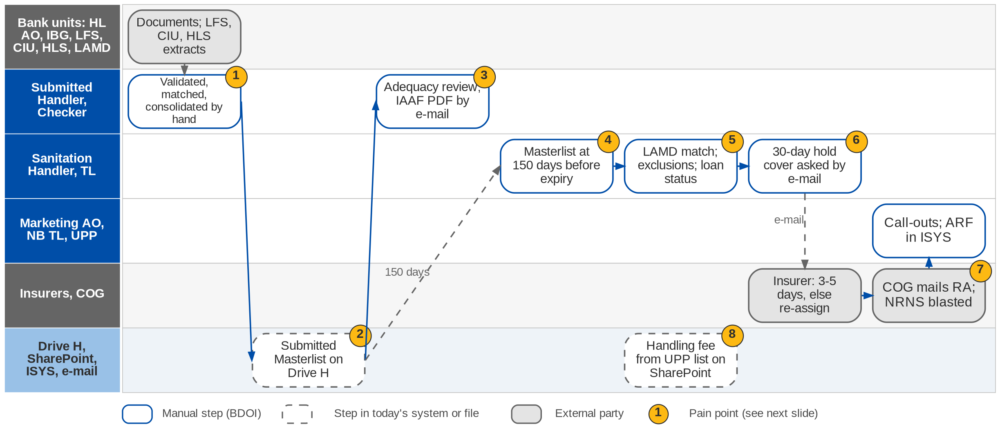 Bank units: HL
AO, IBG, LFS,
CIU, HLS, LAMD
Documents; LFS,
CIU, HLS
extracts
Submitted
Handler,
Checker
Validated,
matched,
consolidated by
hand
1
Adequacy review;
IAAF PDF by
e-mail
3
Sanitation
Handler, TL
Masterlist at
150 days before
expiry
4
LAMD match;
exclusions; loan
status
5
30-day hold
cover asked by
e-mail
6
Marketing AO,
NB TL, UPP
e-mail
Call-outs; ARF
in ISYS
Insurers, COG
150 days
Insurer: 3-5
days, else
re-assign
COG mails RA;
NRNS blasted
7
Drive H,
SharePoint,
ISYS, e-mail
Submitted
Masterlist on
Drive H
2
Handling fee
from UPP list on
SharePoint
8
Manual step (BDOI)
Step in today's system or file
External party
1
Pain point (see next slide)